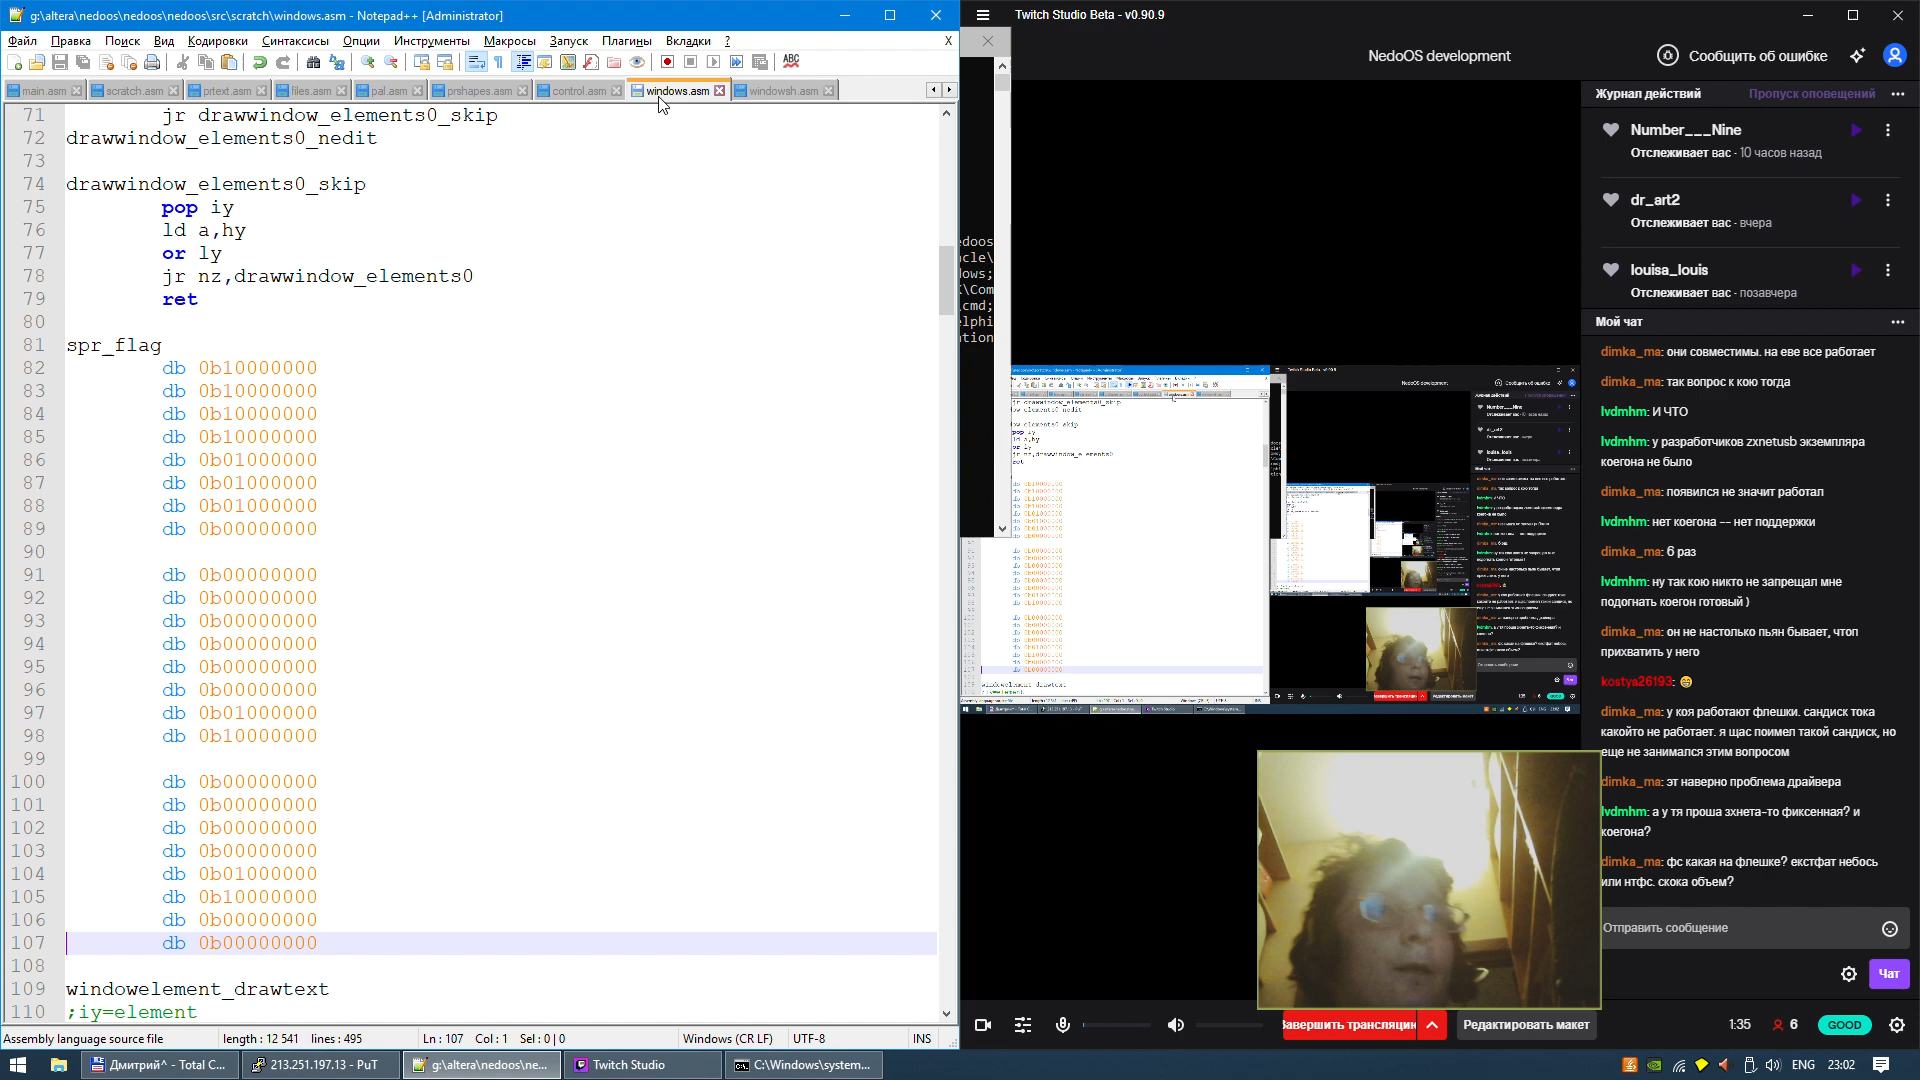 g:\altera\nedoos\nedoos\nedoos\src\scratch\windows.asm - Notepad++ [Administrator]
Файл Правка Поиск Вид Кодировки Синтаксисы Опции Инструменты Макросы Запуск Плагины Вкладки ? X
main.asm scratch.asm prtext.asm files.asm pal.asm prshapes.asm control.asm windows.asm windowsh.asm
71 jr drawwindow_elements0_skip
72 drawwindow_elements0_nedit
73
74 drawwindow_elements0_skip
75 pop iy
76 ld a,hy
77 or ly
78 jr nz,drawwindow_elements0
79 ret
80
81 spr_flag
82 db 0b10000000
83 db 0b10000000
84 db 0b10000000
85 db 0b10000000
86 db 0b01000000
87 db 0b01000000
88 db 0b01000000
89 db 0b00000000
90
91 db 0b00000000
92 db 0b00000000
93 db 0b00000000
94 db 0b00000000
95 db 0b00000000
96 db 0b00000000
97 db 0b01000000
98 db 0b10000000
99
100 db 0b00000000
101 db 0b00000000
102 db 0b00000000
103 db 0b00000000
104 db 0b01000000
105 db 0b10000000
106 db 0b00000000
107 db 0b00000000
108
109 windowelement_drawtext
110 ;iy=element
Assembly language source file length : 12 541 lines : 495 Ln : 107 Col : 1 Sel : 0 | 0 Windows (CR LF) UTF-8 INS
Twitch Studio Beta - v0.90.9
NedoOS development
Сообщить об ошибке
Журнал действий Пропуск оповещений
Number___Nine
Отслеживает вас · 10 часов назад
dr_art2
Отслеживает вас · вчера
louisa_louis
Отслеживает вас · позавчера
Мой чат
dimka_ma: они совместимы. на еве все работает
dimka_ma: так вопрос к кою тогда
lvdmhm: И ЧТО
lvdmhm: у разработчиков zxnetusb экземпляра
коегона не было
dimka_ma: появился не значит работал
lvdmhm: нет коегона -- нет поддержки
dimka_ma: 6 раз
lvdmhm: ну так кою никто не запрещал мне
подогнать коегон готовый )
dimka_ma: он не настолько пьян бывает, чтоп
прихватить у него
kostya26193: 😁
dimka_ma: у коя работают флешки. сандиск тока
какойто не работает. я щас поимел такой сандиск, но
еще не занимался этим вопросом
dimka_ma: эт наверно проблема драйвера
lvdmhm: а у тя проша зхнета-то фиксенная? и
коегона?
dimka_ma: фс какая на флешке? екстфат небось
или нтфс. скока объем?
Отправить сообщение
Чат
Завершить трансляцию
Редактировать макет
1:35 6 GOOD
Дмитрий^ - Total C... 213.251.197.13 - PuT g:\altera\nedoos\ne... Twitch Studio C:\Windows\system... ENG 23:02